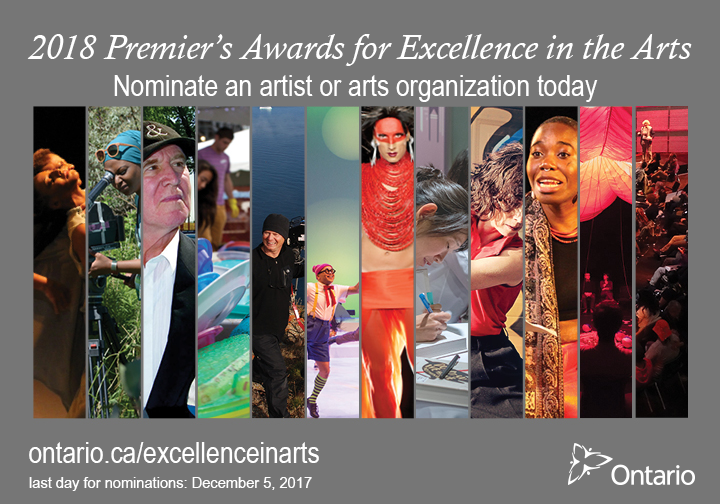 2018 Premier's Awards for Excellence in the Arts
Nominate an artist or arts organization today
&
ontario.ca/excellenceinarts
last day for nominations: December 5, 2017
Ontario